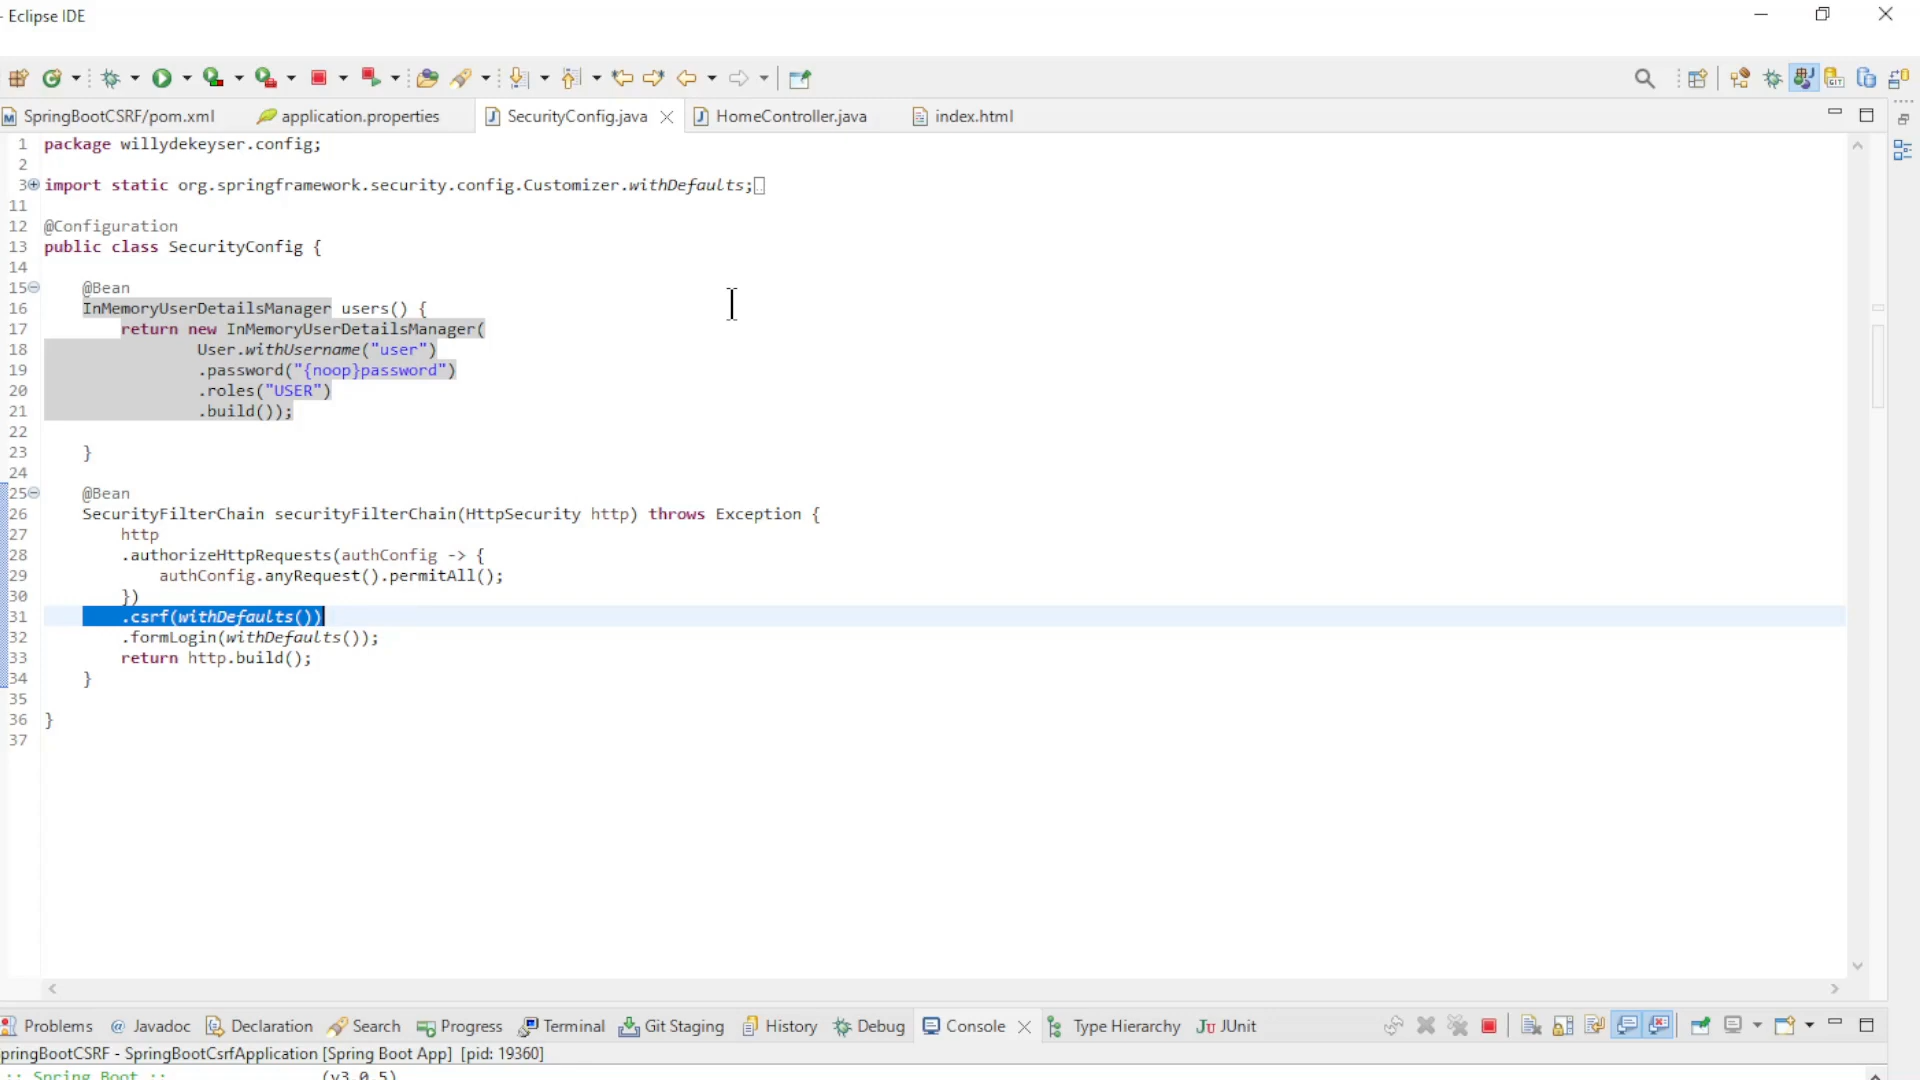 - Eclipse IDE
SpringBootCSRF/pom.xml
application.properties
SecurityConfig.java
HomeController.java
index.html
1 package willydekeyser.config;
2
3 import static org.springframework.security.config.Customizer.withDefaults;
11
12 @Configuration
13 public class SecurityConfig {
14
15 @Bean
16 InMemoryUserDetailsManager users() {
17 return new InMemoryUserDetailsManager(
18 User.withUsername("user")
19 .password("{noop}password")
20 .roles("USER")
21 .build());
22
23 }
24
25 @Bean
26 SecurityFilterChain securityFilterChain(HttpSecurity http) throws Exception {
27 http
28 .authorizeHttpRequests(authConfig -> {
29 authConfig.anyRequest().permitAll();
30 })
31 .csrf(withDefaults())
32 .formLogin(withDefaults());
33 return http.build();
34 }
35
36 }
37
Problems @ Javadoc Declaration Search Progress Terminal Git Staging History Debug Console Type Hierarchy JU JUnit
pringBootCSRF - SpringBootCsrfApplication [Spring Boot App] [pid: 19360]
:: Spring Boot :: (v3.0.5)